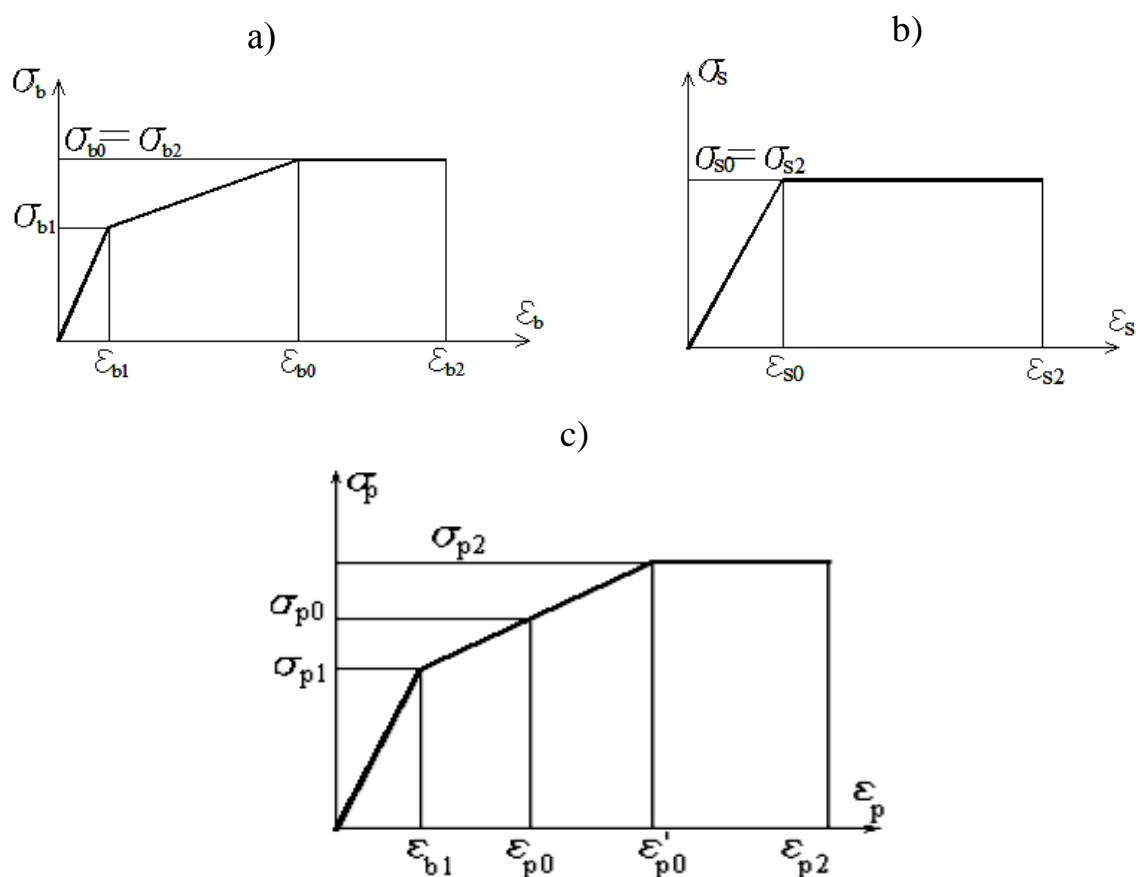 a)
σb
σb0 = σb2
σb1
εb
εb1
εb0
εb2
b)
σs
σs0 = σs2
εs
εs0
εs2
c)
σp
σp2
σp0
σp1
εp
εb1
εp0
ε'p0
εp2